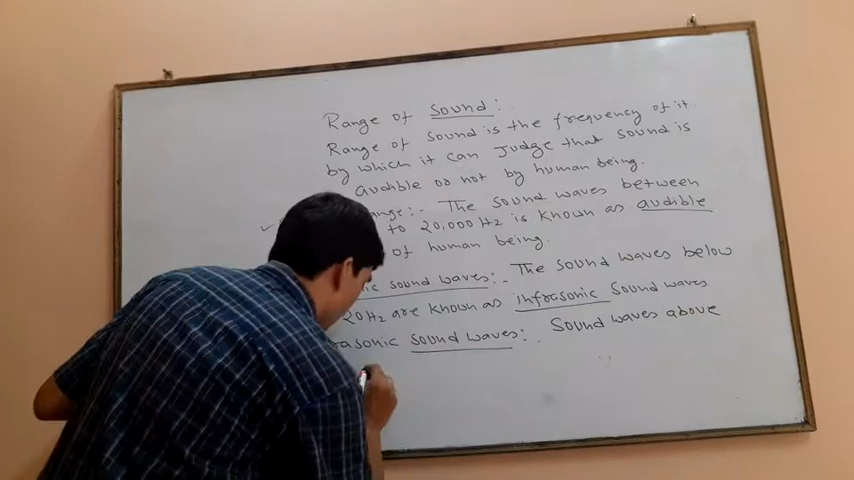 Range of sound:
Range of sound is the frequency of it
by which it can Judge that sound is
audible or not by human being.
ange:- The sound waves between
to 20,000 Hz is known as audible
of human being.
ic sound waves:- The sound waves below
20Hz are known as infrasonic sound waves
rasonic sound waves:. Sound waves above